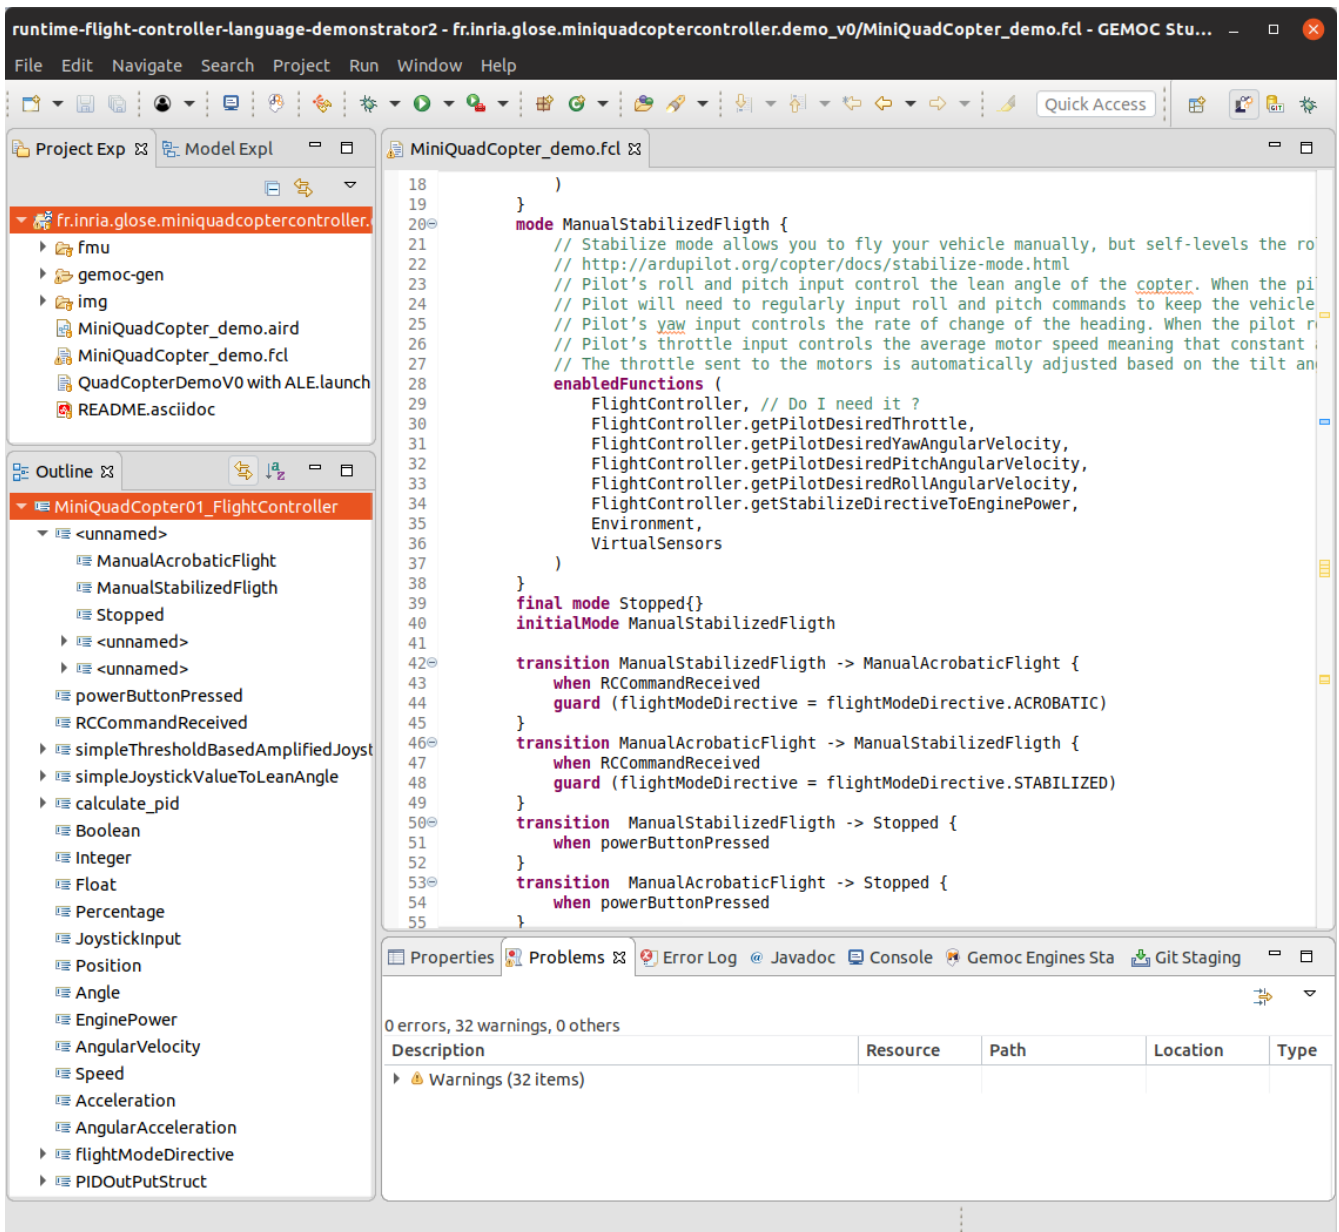 runtime-flight-controller-language-demonstrator2 - fr.inria.glose.miniquadcoptercontroller.demo_v0/MiniQuadCopter_demo.fcl - GEMOC Stu...
File Edit Navigate Search Project Run Window Help
Quick Access
Project Exp Model Expl
fr.inria.glose.miniquadcoptercontroller.
fmu
gemoc-gen
img
MiniQuadCopter_demo.aird
MiniQuadCopter_demo.fcl
QuadCopterDemoV0 with ALE.launch
README.asciidoc
Outline
MiniQuadCopter01_FlightController
<unnamed>
ManualAcrobaticFlight
ManualStabilizedFligth
Stopped
<unnamed>
<unnamed>
powerButtonPressed
RCCommandReceived
simpleThresholdBasedAmplifiedJoyst
simpleJoystickValueToLeanAngle
calculate_pid
Boolean
Integer
Float
Percentage
JoystickInput
Position
Angle
EnginePower
AngularVelocity
Speed
Acceleration
AngularAcceleration
flightModeDirective
PIDOutPutStruct
MiniQuadCopter_demo.fcl
18 )
19 }
20 mode ManualStabilizedFligth {
21 // Stabilize mode allows you to fly your vehicle manually, but self-levels the ro
22 // http://ardupilot.org/copter/docs/stabilize-mode.html
23 // Pilot’s roll and pitch input control the lean angle of the copter. When the pi
24 // Pilot will need to regularly input roll and pitch commands to keep the vehicle
25 // Pilot’s yaw input controls the rate of change of the heading. When the pilot r
26 // Pilot’s throttle input controls the average motor speed meaning that constant
27 // The throttle sent to the motors is automatically adjusted based on the tilt an
28 enabledFunctions (
29 FlightController, // Do I need it ?
30 FlightController.getPilotDesiredThrottle,
31 FlightController.getPilotDesiredYawAngularVelocity,
32 FlightController.getPilotDesiredPitchAngularVelocity,
33 FlightController.getPilotDesiredRollAngularVelocity,
34 FlightController.getStabilizeDirectiveToEnginePower,
35 Environment,
36 VirtualSensors
37 )
38 }
39 final mode Stopped{}
40 initialMode ManualStabilizedFligth
41
42 transition ManualStabilizedFligth -> ManualAcrobaticFlight {
43 when RCCommandReceived
44 guard (flightModeDirective = flightModeDirective.ACROBATIC)
45 }
46 transition ManualAcrobaticFlight -> ManualStabilizedFligth {
47 when RCCommandReceived
48 guard (flightModeDirective = flightModeDirective.STABILIZED)
49 }
50 transition ManualStabilizedFligth -> Stopped {
51 when powerButtonPressed
52 }
53 transition ManualAcrobaticFlight -> Stopped {
54 when powerButtonPressed
55 }
Properties Problems Error Log @ Javadoc Console Gemoc Engines Sta Git Staging
0 errors, 32 warnings, 0 others
Description Resource Path Location Type
Warnings (32 items)